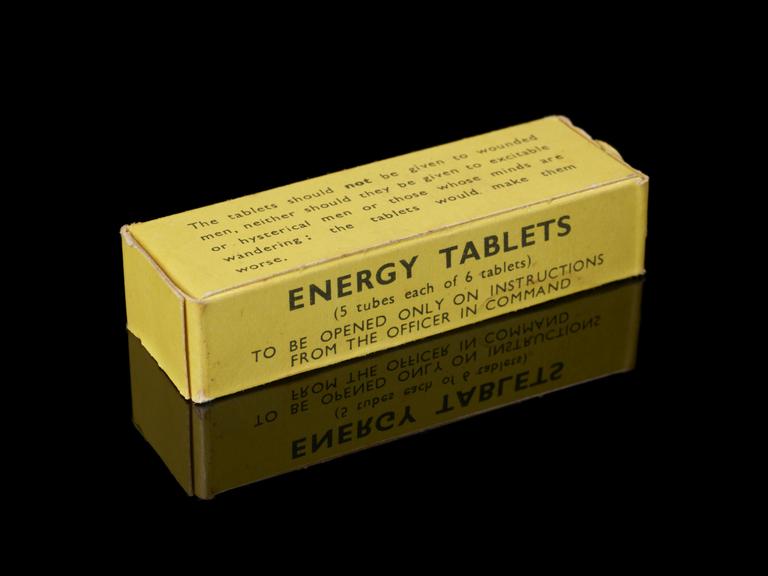 The tablets should not be given to wounded
men, neither should they be given to excitable
or hysterical men or those whose minds are
wandering; the tablets would make them
worse.
ENERGY TABLETS
(5 tubes each of 6 tablets)
TO BE OPENED ONLY ON INSTRUCTIONS
FROM THE OFFICER IN COMMAND